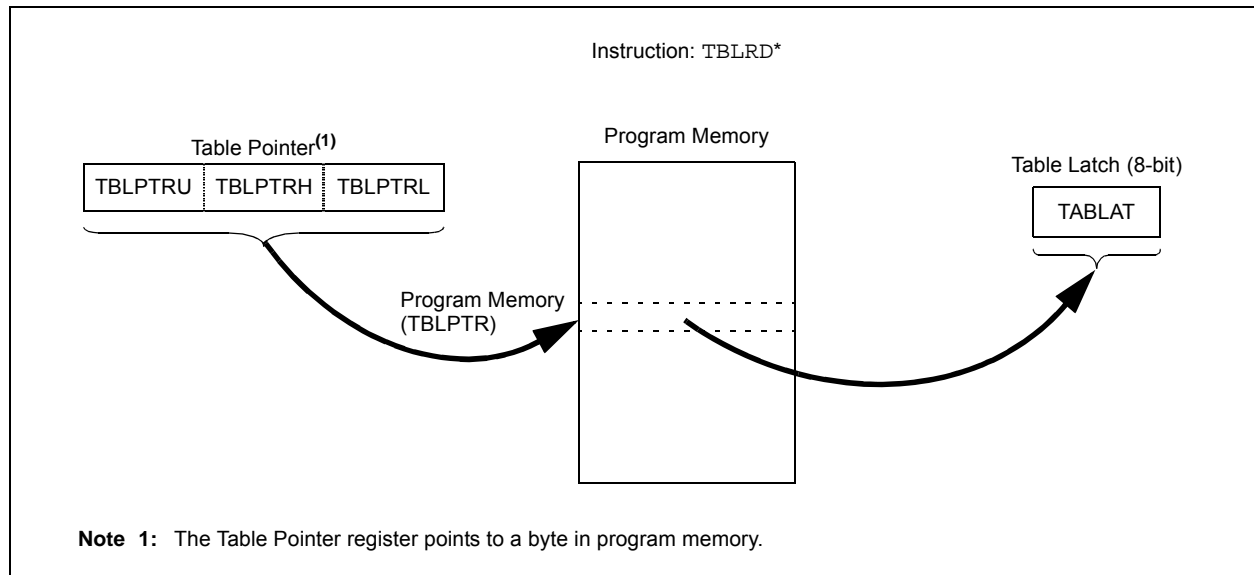 Instruction: TBLRD*
Table Pointer(1)
TBLPTRU TBLPTRH TBLPTRL
Program Memory
Table Latch (8-bit)
TABLAT
Program Memory
(TBLPTR)
Note 1: The Table Pointer register points to a byte in program memory.